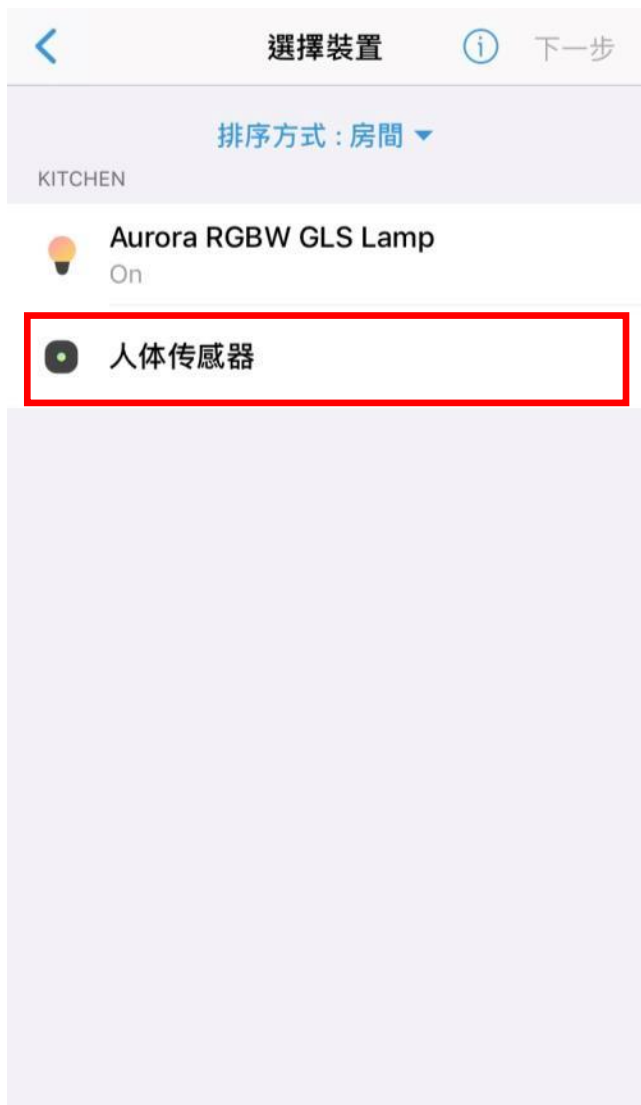 選擇裝置 下一步
排序方式 : 房間
KITCHEN
Aurora RGBW GLS Lamp
On
人体传感器